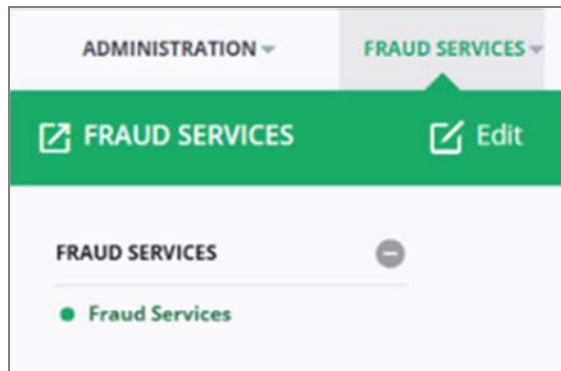 ADMINISTRATION FRAUD SERVICES
FRAUD SERVICES Edit
FRAUD SERVICES
Fraud Services